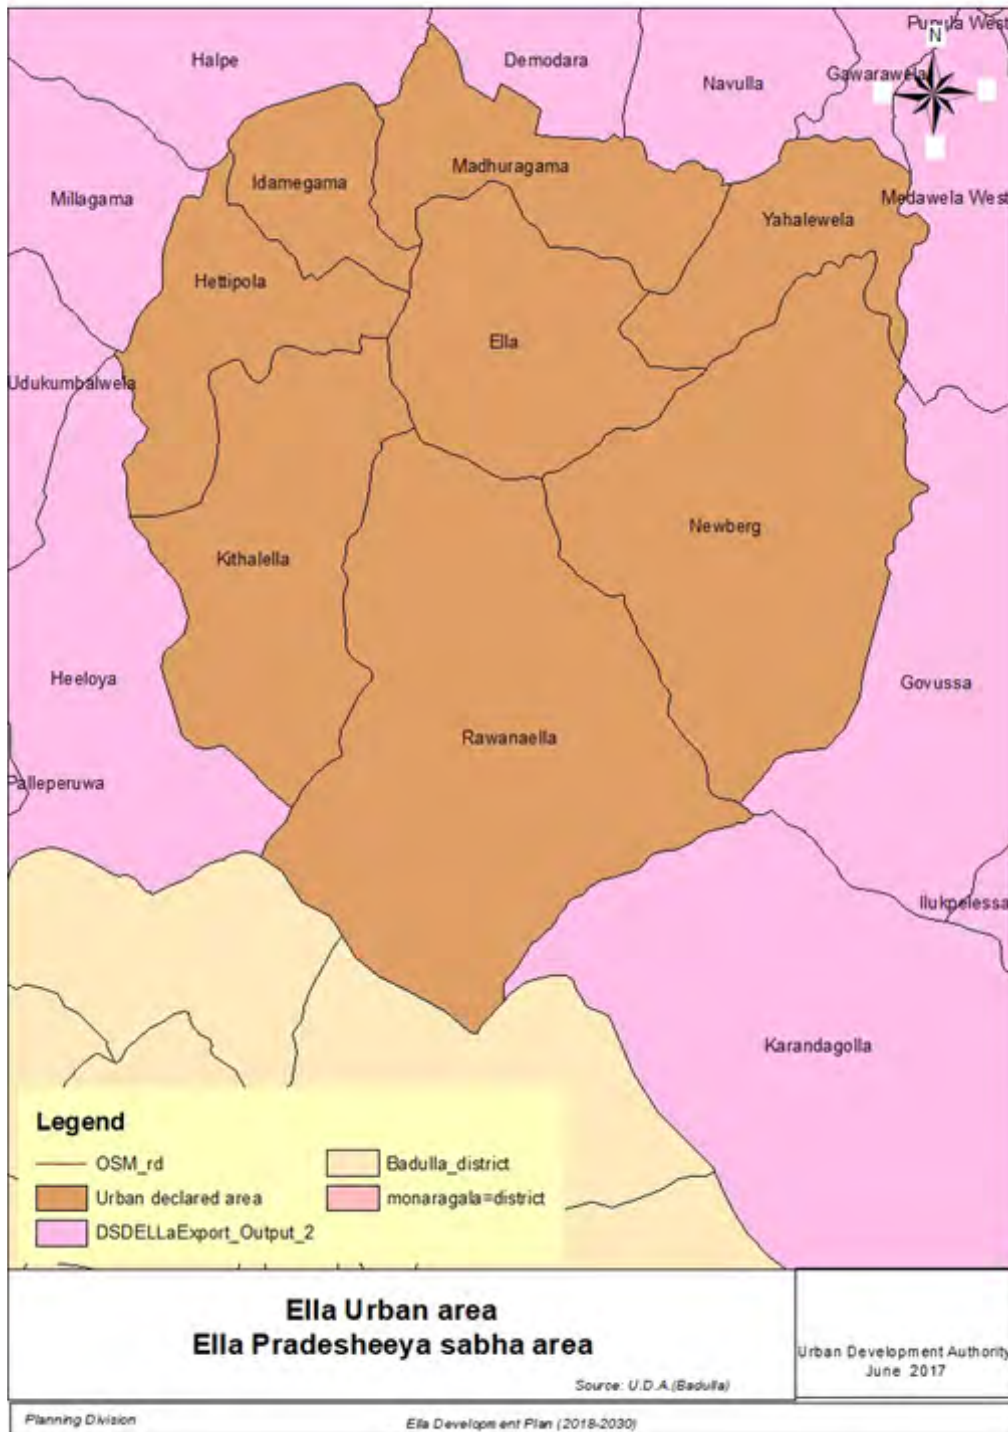 Pupula West
N
Halpe
Demodara
Gawarawela
Navulla
Madhuragama
Idamegama
Millagama
Medawela West
Yahalewela
Hettipola
Ella
Udukumbalwela
Newberg
Kithalella
Heeloya
Govussa
Rawanaella
Palleperuwa
Ilukpelessa
Karandagolla
Legend
OSM_rd
Urban declared area
DSDELLaExport_Output_2
Badulla_district
monaragala=district
Ella Urban area
Ella Pradesheeya sabha area
Source: U.D.A.(Badulla)
Urban Development Authority
June 2017
Planning Division
Ella Development Plan (2018-2030)